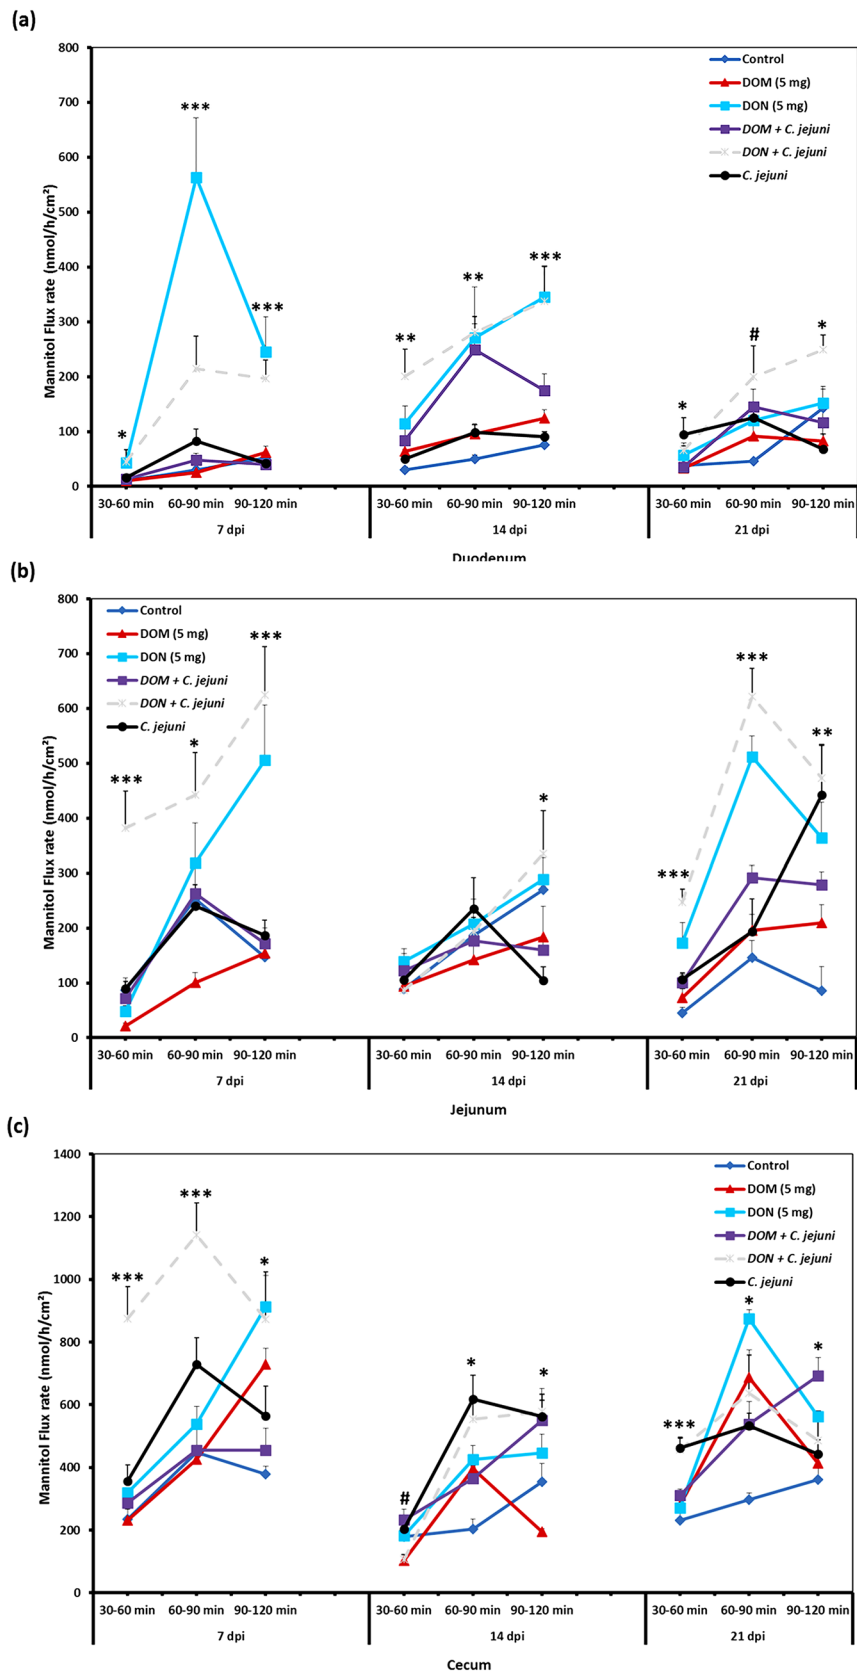 (a)
800
700
600
500
400
300
200
100
0
Mannitol Flux rate (nmol/h/cm²)
Control
DOM (5 mg)
DON (5 mg)
DOM + C. jejuni
DON + C. jejuni
C. jejuni
*
***
***
**
**
***
*
#
*
30-60 min 60-90 min 90-120 min 30-60 min 60-90 min 90-120 min 30-60 min 60-90 min 90-120 min
7 dpi 14 dpi 21 dpi
Duodenum
(b)
800
700
600
500
400
300
200
100
0
Mannitol Flux rate (nmol/h/cm²)
Control
DOM (5 mg)
DON (5 mg)
DOM + C. jejuni
DON + C. jejuni
C. jejuni
***
*
***
*
***
***
**
30-60 min 60-90 min 90-120 min 30-60 min 60-90 min 90-120 min 30-60 min 60-90 min 90-120 min
7 dpi 14 dpi 21 dpi
Jejunum
(c)
1400
1200
1000
800
600
400
200
0
Mannitol Flux rate (nmol/h/cm²)
Control
DOM (5 mg)
DON (5 mg)
DOM + C. jejuni
DON + C. jejuni
C. jejuni
***
***
*
#
*
*
***
*
*
30-60 min 60-90 min 90-120 min 30-60 min 60-90 min 90-120 min 30-60 min 60-90 min 90-120 min
7 dpi 14 dpi 21 dpi
Cecum